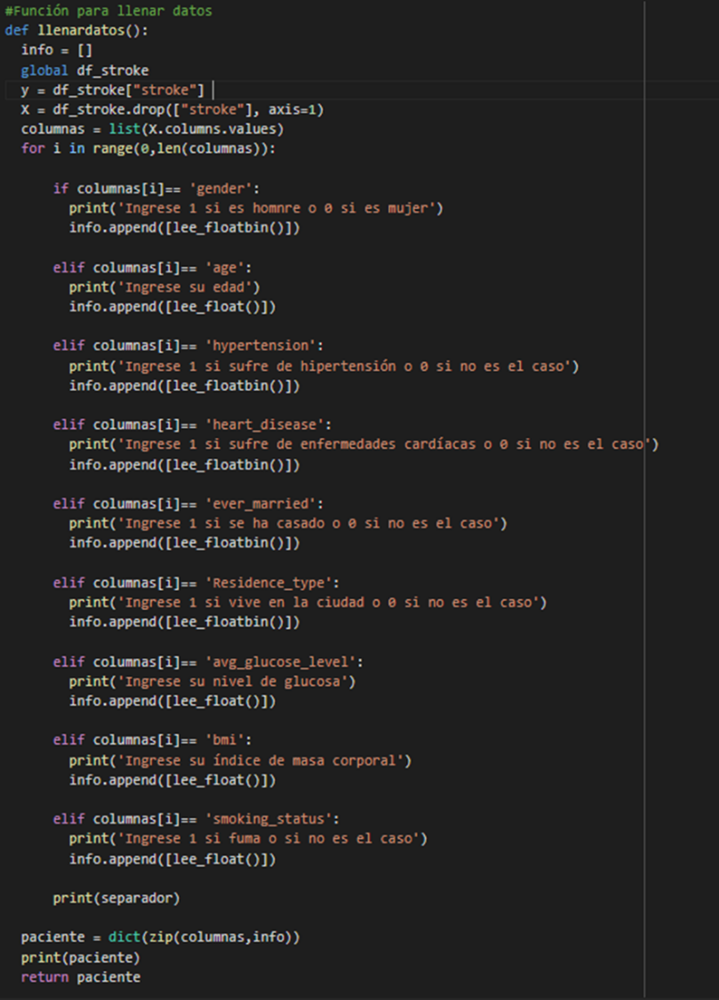 #Función para llenar datos
def llenardatos():
  info = []
  global df_stroke
  y = df_stroke["stroke"]
  X = df_stroke.drop(["stroke"], axis=1)
  columnas = list(X.columns.values)
  for i in range(0,len(columnas)):

      if columnas[i]== 'gender':
        print('Ingrese 1 si es homnre o 0 si es mujer')
        info.append([lee_floatbin()])

      elif columnas[i]== 'age':
        print('Ingrese su edad')
        info.append([lee_float()])

      elif columnas[i]== 'hypertension':
        print('Ingrese 1 si sufre de hipertensión o 0 si no es el caso')
        info.append([lee_floatbin()])

      elif columnas[i]== 'heart_disease':
        print('Ingrese 1 si sufre de enfermedades cardíacas o 0 si no es el caso')
        info.append([lee_floatbin()])

      elif columnas[i]== 'ever_married':
        print('Ingrese 1 si se ha casado o 0 si no es el caso')
        info.append([lee_floatbin()])

      elif columnas[i]== 'Residence_type':
        print('Ingrese 1 si vive en la ciudad o 0 si no es el caso')
        info.append([lee_floatbin()])

      elif columnas[i]== 'avg_glucose_level':
        print('Ingrese su nivel de glucosa')
        info.append([lee_float()])

      elif columnas[i]== 'bmi':
        print('Ingrese su índice de masa corporal')
        info.append([lee_float()])

      elif columnas[i]== 'smoking_status':
        print('Ingrese 1 si fuma o si no es el caso')
        info.append([lee_float()])

      print(separador)

  paciente = dict(zip(columnas,info))
  print(paciente)
  return paciente